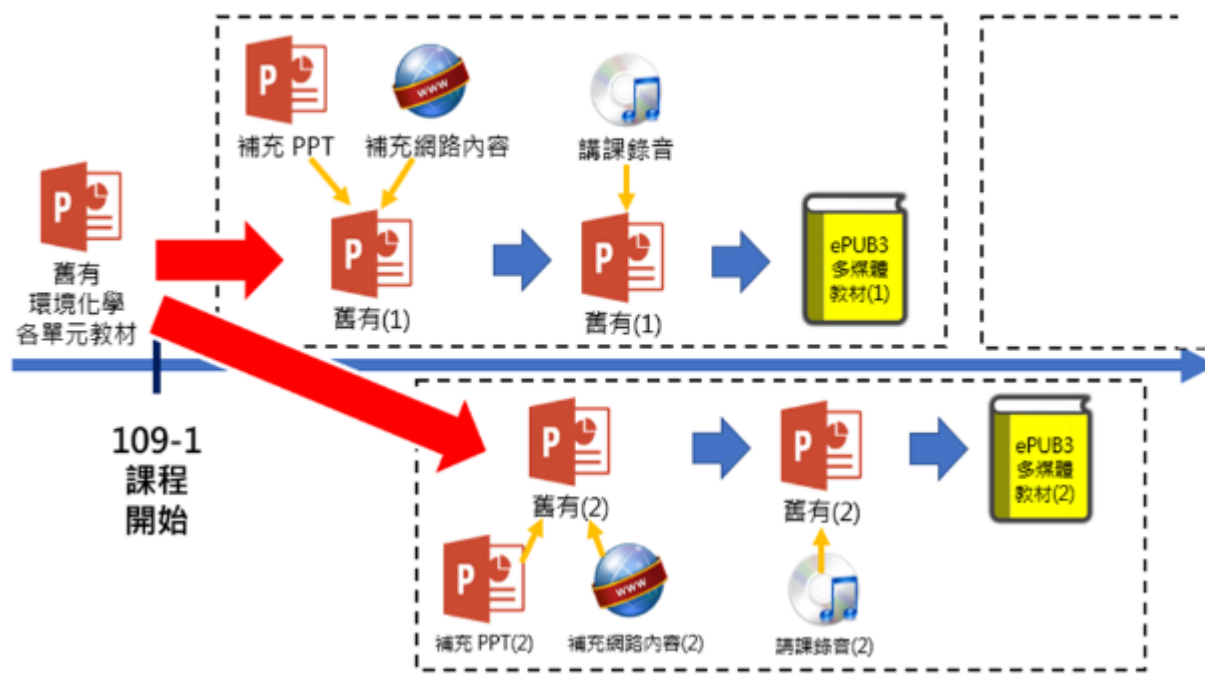 補充 PPT
補充網路內容
WWW
講課錄音
P
P
P
P
舊有
環境化學
各單元教材
舊有(1)
舊有(1)
ePUB3
多媒體
教材(1)
109-1
課程
開始
P
舊有(2)
P
舊有(2)
ePUB3
多媒體
教材(2)
P
補充 PPT(2)
WWW
補充網路內容(2)
講課錄音(2)